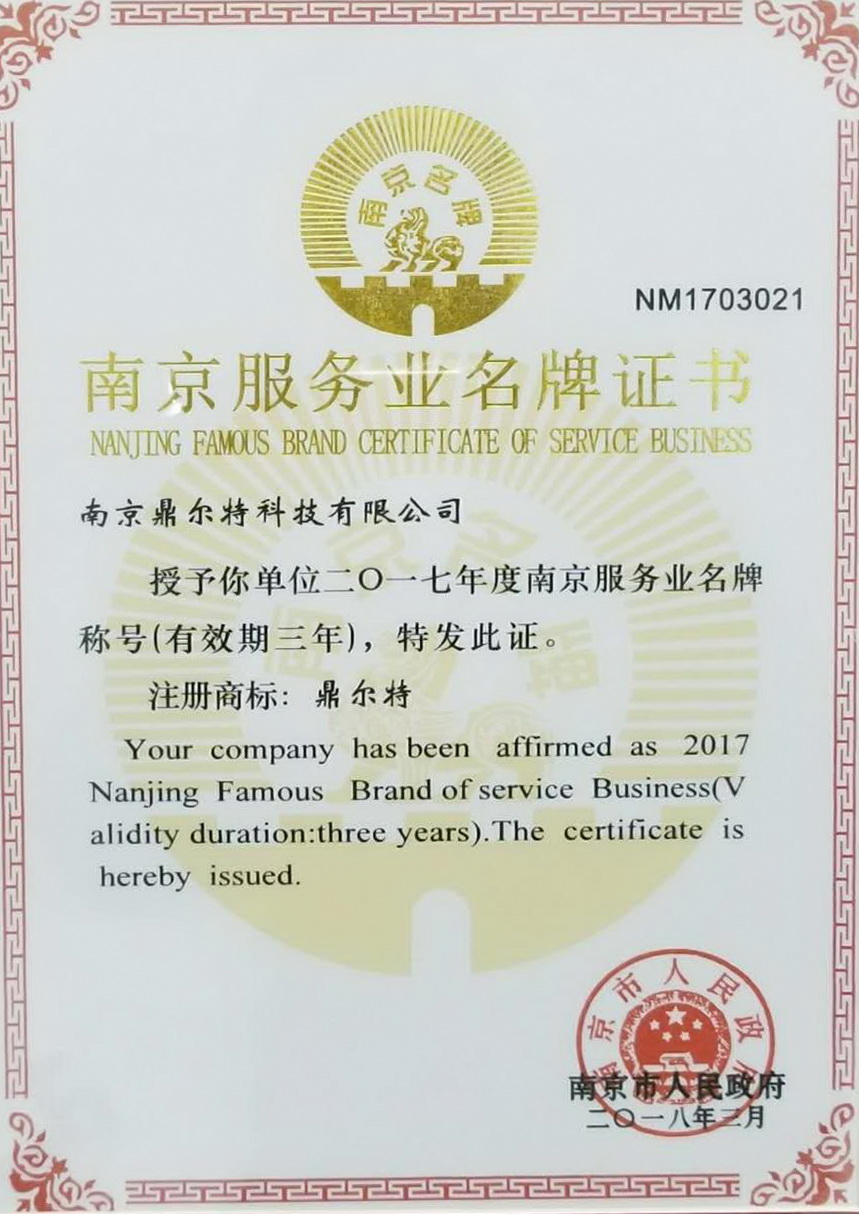 南京名牌
NM1703021
南京服务业名牌证书
NANJING FAMOUS BRAND CERTIFICATE OF SERVICE BUSINESS
南京鼎尔特科技有限公司
授予你单位二〇一七年度南京服务业名牌
称号(有效期三年)，特发此证。
注册商标：鼎尔特
Your company has been affirmed as 2017
Nanjing Famous Brand of service Business(V
alidity duration:three years).The certificate is
hereby issued.
南京市人民政府
南京市人民政府
二〇一八年三月